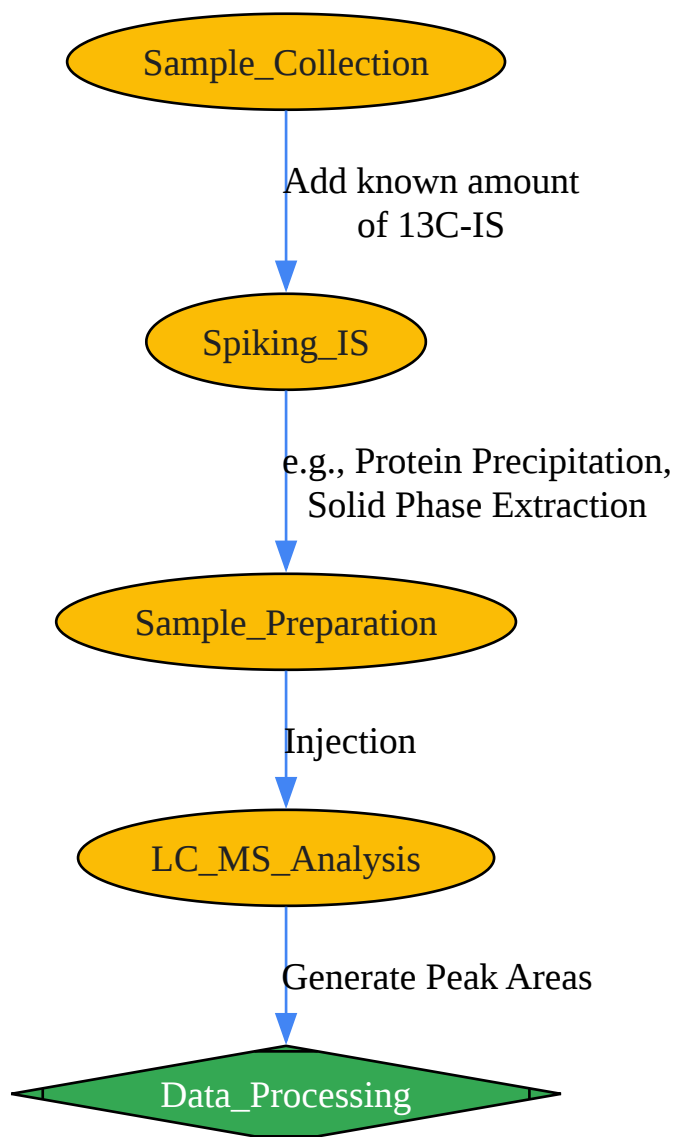 Sample_Collection
Add known amount
of 13C-IS
Spiking_IS
e.g., Protein Precipitation,
Solid Phase Extraction
Sample_Preparation
Injection
LC_MS_Analysis
Generate Peak Areas
Data_Processing